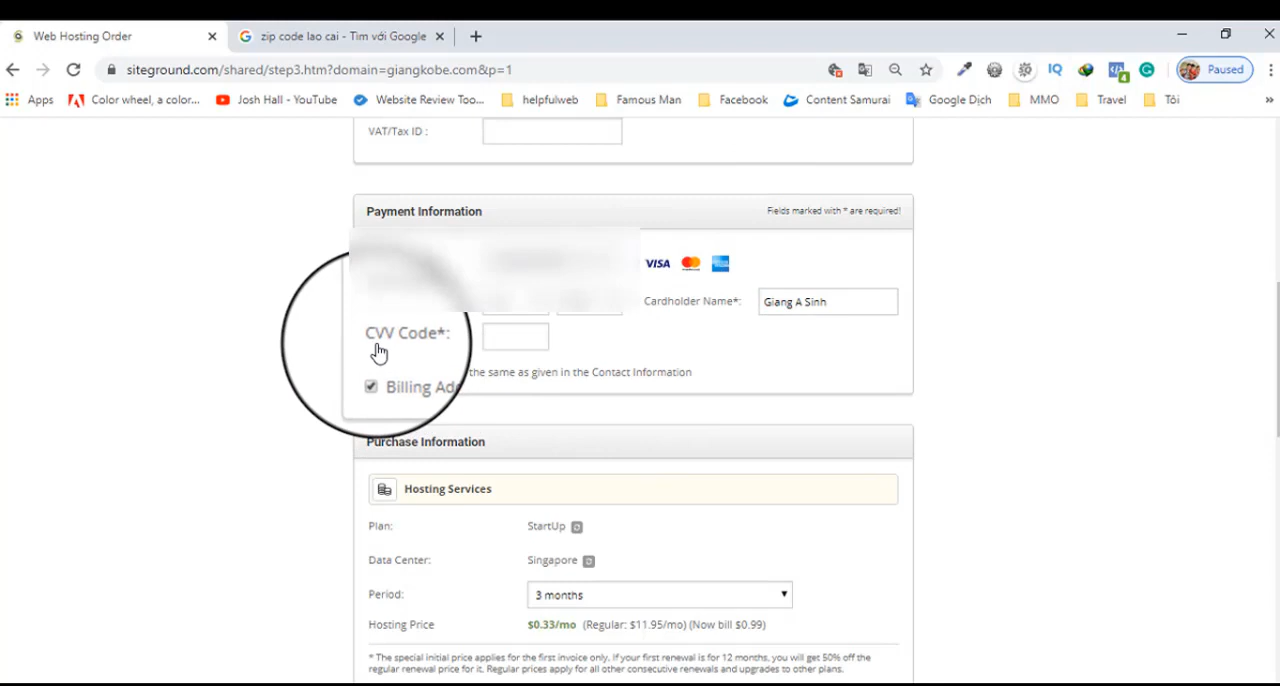 Web Hosting Order
zip code lao cai - Tìm với Google
siteground.com/shared/step3.htm?domain=giangkobe.com&p=1
IQ
4
Paused
Apps
Color wheel, a color...
Josh Hall - YouTube
Website Review Too...
helpfulweb
Famous Man
Facebook
Content Samurai
Google Dịch
MMO
Travel
Tói
»
VAT/Tax ID :
Payment Information
Fields marked with * are required!
VISA
Cardholder Name*:
Giang A Sinh
CVV Code*:
Billing Add
the same as given in the Contact Information
Purchase Information
Hosting Services
Plan:
StartUp
Data Center:
Singapore
Period:
3 months
Hosting Price
$0.33/mo (Regular: $11.95/mo) (Now bill $0.99)
* The special initial price applies for the first invoice only. If your first renewal is for 12 months, you will get 50% off the
regular renewal price for it. Regular prices apply for all other consecutive renewals and upgrades to other plans.